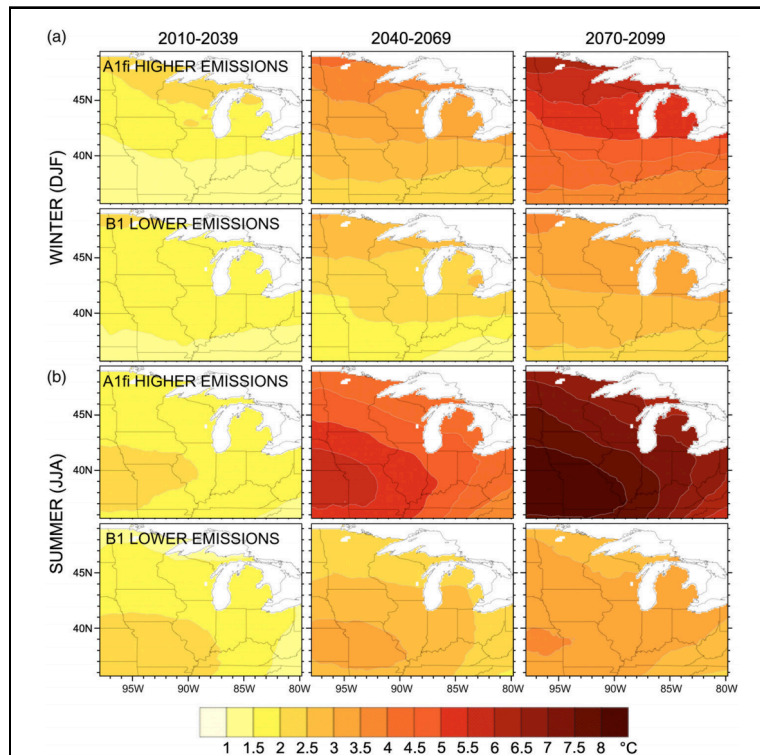 (a)
2010-2039 2040-2069 2070-2099
A1fi HIGHER EMISSIONS
45N
40N
WINTER (DJF)
B1 LOWER EMISSIONS
45N
40N
(b)
A1fi HIGHER EMISSIONS
45N
40N
SUMMER (JJA)
B1 LOWER EMISSIONS
45N
40N
95W 90W 85W 80W 95W 90W 85W 80W 95W 90W 85W 80W
1 1.5 2 2.5 3 3.5 4 4.5 5 5.5 6 6.5 7 7.5 8 °C